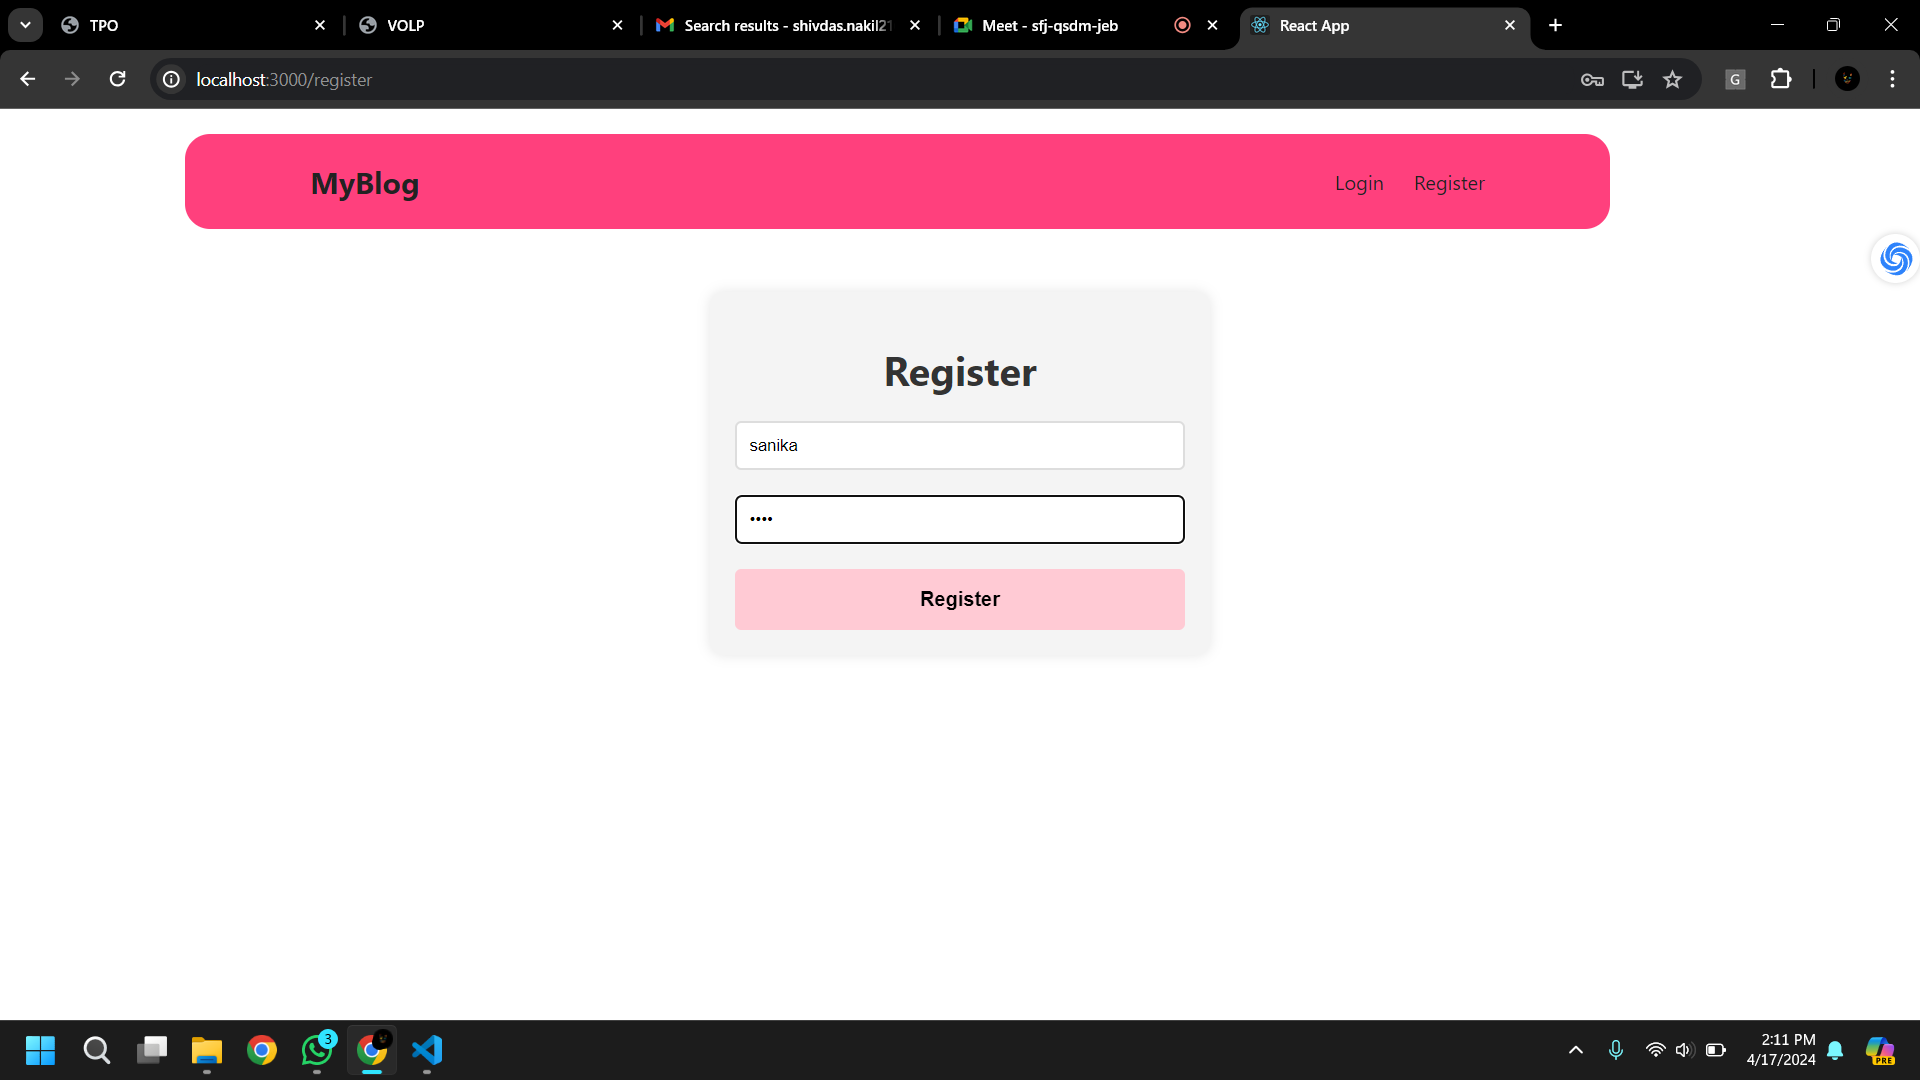 TPO
VOLP
Search results - shivdas.nakil21
Meet - sfj-qsdm-jeb
React App
localhost:3000/register
G
MyBlog
Login
Register
Register
sanika
••••
Register
3
2:11 PM
4/17/2024
PRE